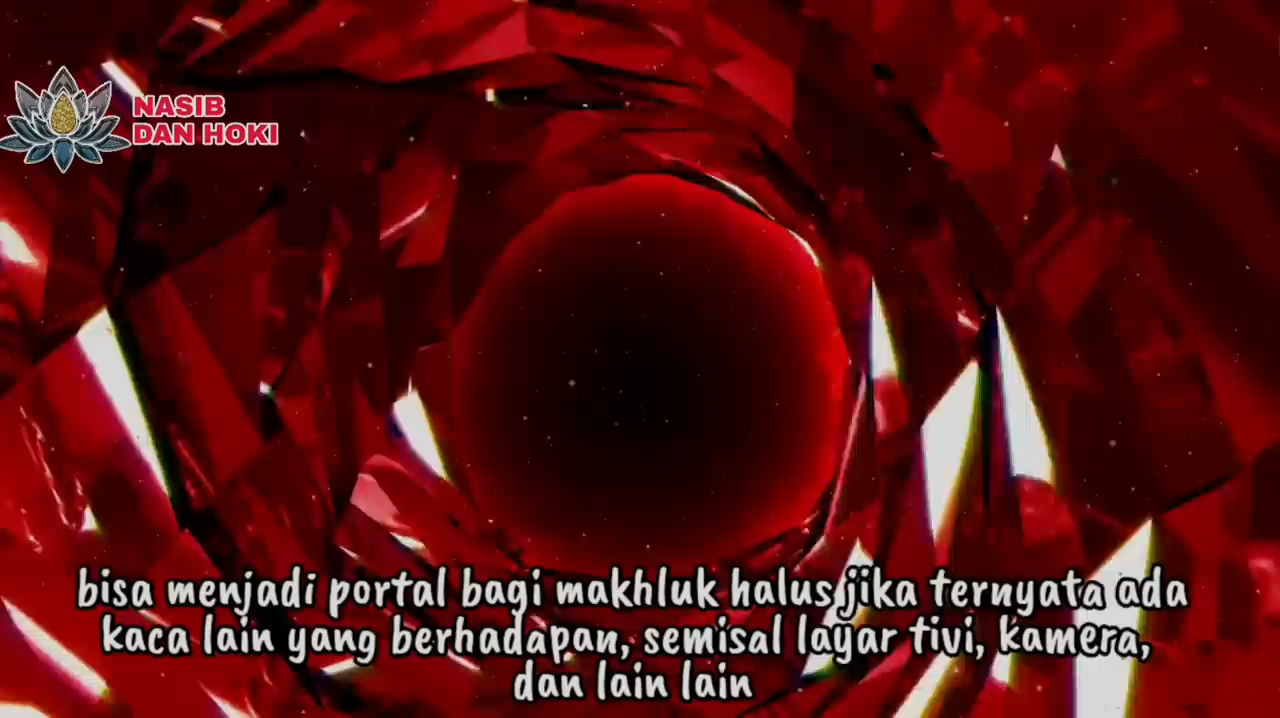 NASIB
DAN HOKI
bisa menjadi portal bagi makhluk halus jika ternyata ada
kaca lain yang berhadapan, semisal layar tivi, kamera,
dan lain lain